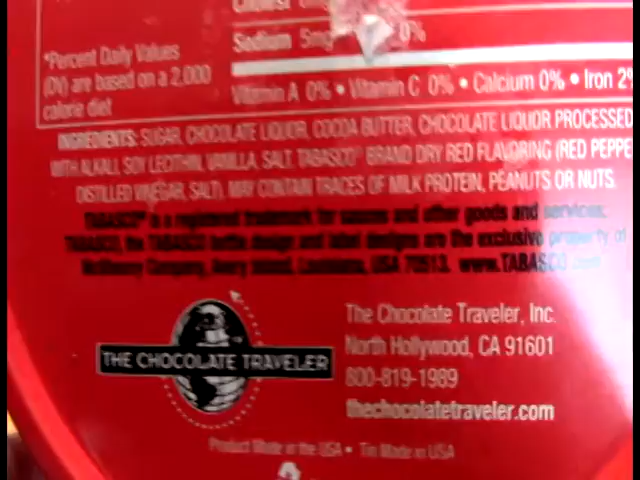 Sodium 5mg 0%
*Percent Daily Values
(DV) are based on a 2,000
calorie diet
Vitamin A 0% • Vitamin C 0% • Calcium 0% • Iron 2%
INGREDIENTS: SUGAR, CHOCOLATE LIQUOR, COCOA BUTTER, CHOCOLATE LIQUOR PROCESSED
WITH ALKALI, SOY LECITHIN, VANILLA, SALT, TABASCO® BRAND DRY RED FLAVORING (RED PEPPE
DISTILLED VINEGAR, SALT). MAY CONTAIN TRACES OF MILK PROTEIN, PEANUTS OR NUTS.
TABASCO® is a registered trademark for sauces and other goods and services;
TABASCO, the TABASCO bottle design and label designs are the exclusive property of
McIlhenny Company, Avery Island, Louisiana, USA 70513. www.TABASCO.com
THE CHOCOLATE TRAVELER
The Chocolate Traveler, Inc.
North Hollywood, CA 91601
800-819-1989
thechocolatetraveler.com
Product Made in the USA • Tin Made in USA